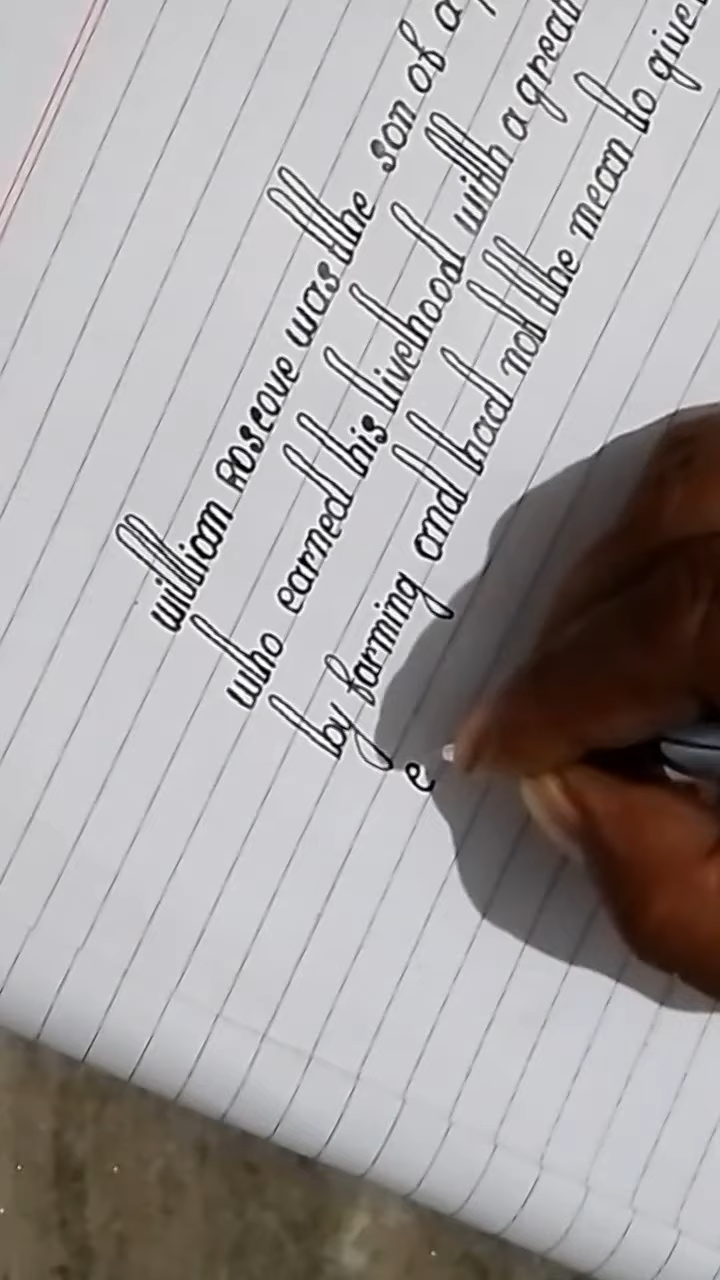 william Roscove was the son of a
who earned his livelhood with a great
by farming and had not the mean to give
e